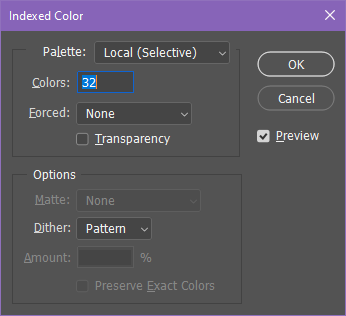 Indexed Color
Palette: Local (Selective)
OK
Colors: 32
Cancel
Forced: None
Transparency
Preview
Options
Matte: None
Dither: Pattern
Amount: %
Preserve Exact Colors